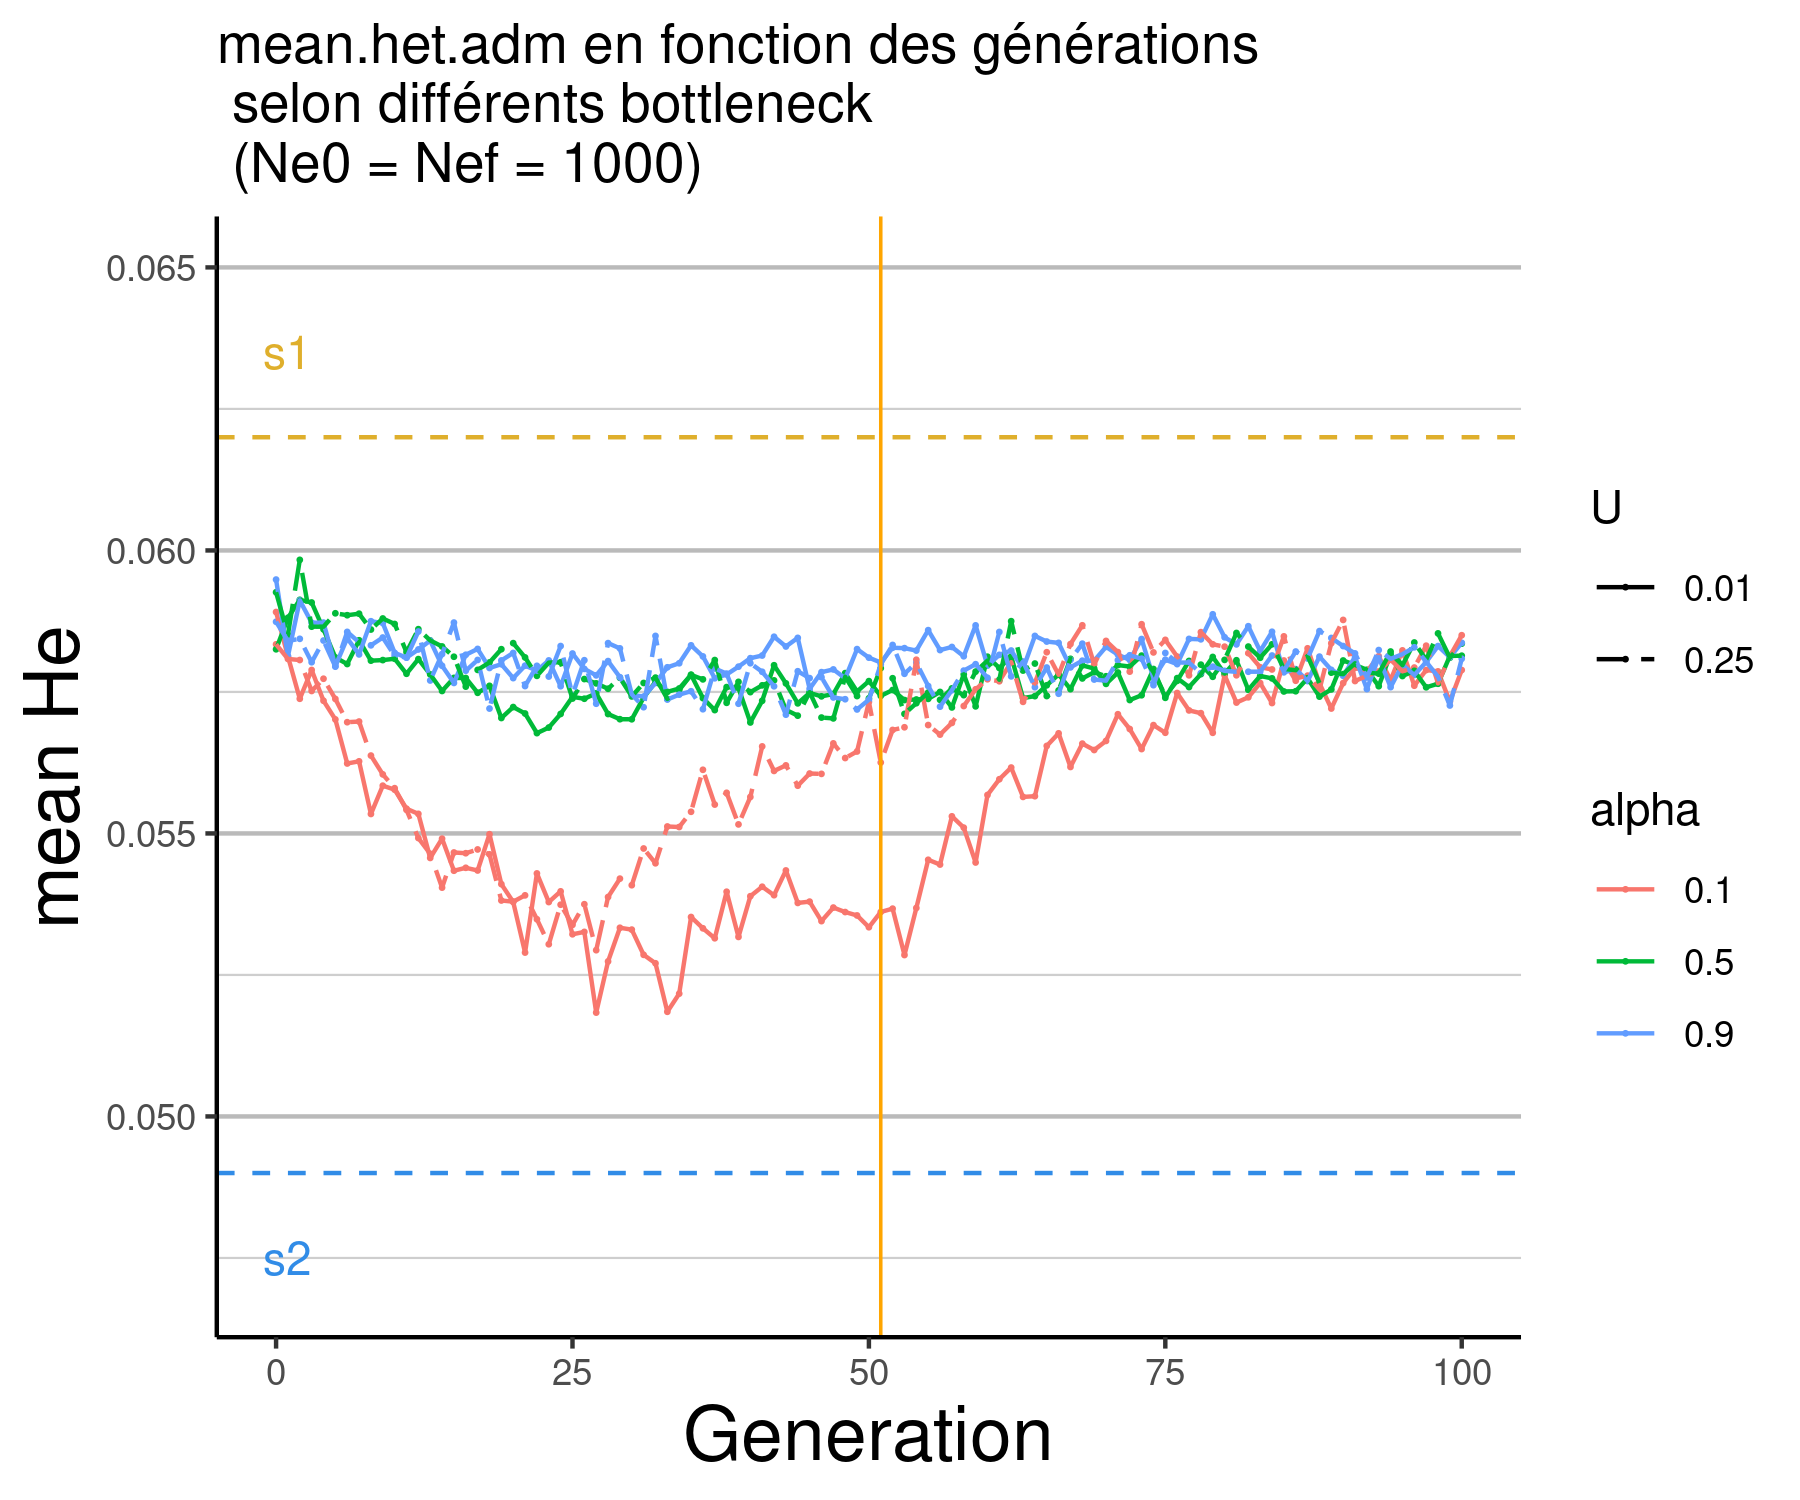 mean.het.adm en fonction des générations
selon différents bottleneck
(Ne0 = Nef = 1000)
mean He
0.065
0.060
0.055
0.050
s1
s2
0
25
50
75
100
Generation
U
0.01
0.25
alpha
0.1
0.5
0.9